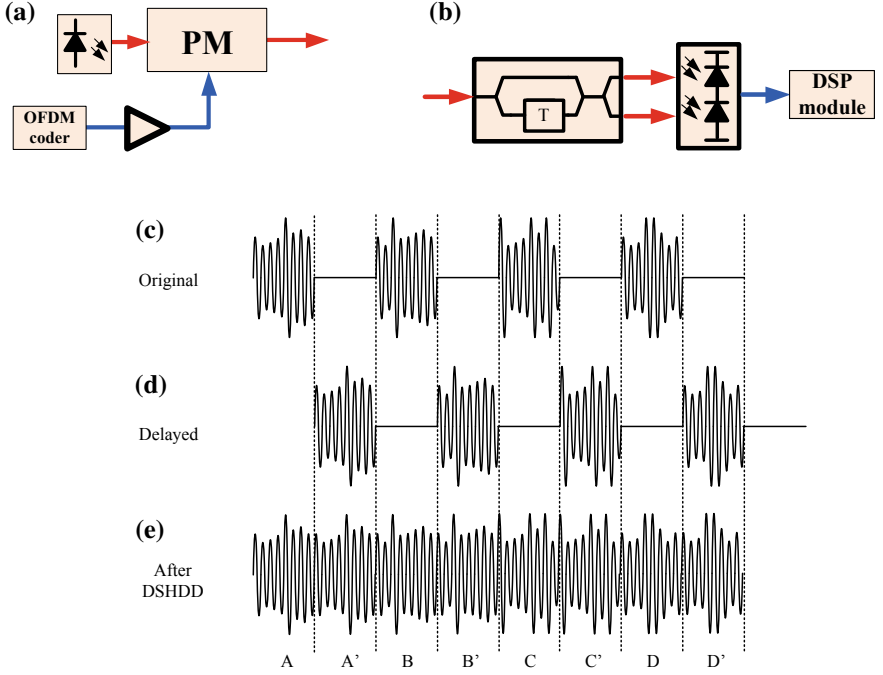 (a)
PM
OFDM
coder
(b)
T
DSP
module
(c)
Original
(d)
Delayed
(e)
After
DSHDD
A A’ B B’ C C’ D D’